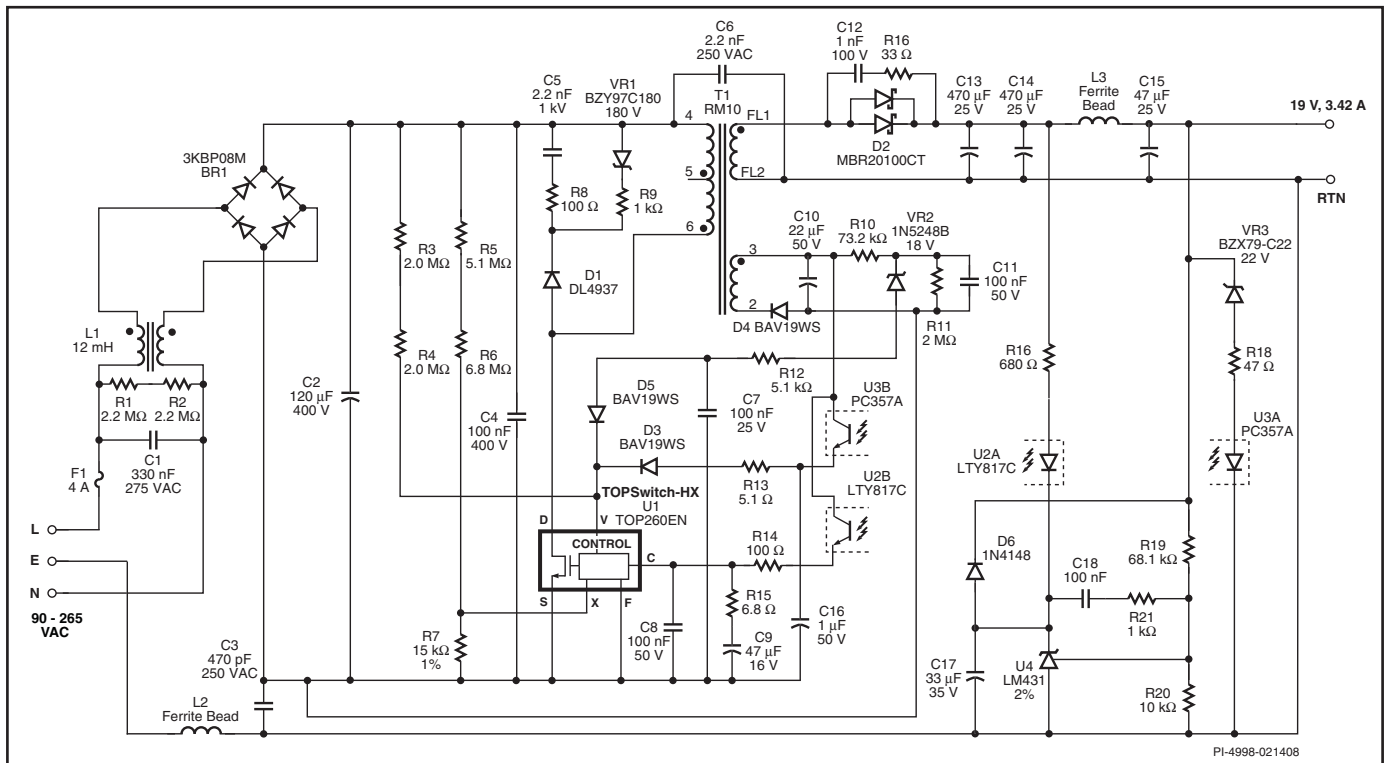 C6
2.2 nF
250 VAC
C12
1 nF
100 V
R16
33 Ω
C5
2.2 nF
1 kV
VR1
BZY97C180
180 V
T1
RM10
C13
470 µF
25 V
C14
470 µF
25 V
L3
Ferrite
Bead
C15
47 µF
25 V
4
FL1
19 V, 3.42 A
3KBP08M
BR1
D2
MBR20100CT
5
FL2
R8
100 Ω
R9
1 kΩ
RTN
6
C10
22 µF
50 V
R10
73.2 kΩ
VR2
1N5248B
18 V
VR3
BZX79-C22
22 V
R3
2.0 MΩ
R5
5.1 MΩ
3
C11
100 nF
50 V
D1
DL4937
2
D4 BAV19WS
R11
2 MΩ
L1
12 mH
R4
2.0 MΩ
R6
6.8 MΩ
R12
5.1 kΩ
R16
680 Ω
R18
47 Ω
R1
2.2 MΩ
R2
2.2 MΩ
C2
120 µF
400 V
D5
BAV19WS
C7
100 nF
25 V
U3B
PC357A
C4
100 nF
400 V
D3
BAV19WS
U3A
PC357A
C1
330 nF
275 VAC
F1
4 A
R13
5.1 Ω
U2B
LTY817C
U2A
LTY817C
TOPSwitch-HX
U1
TOP260EN
D
V
L
CONTROL
C
R14
100 Ω
D6
1N4148
R19
68.1 kΩ
E
C18
100 nF
N
S
X
F
R15
6.8 Ω
R21
1 kΩ
90 - 265
VAC
C3
470 pF
250 VAC
R7
15 kΩ
1%
C8
100 nF
50 V
C9
47 µF
16 V
C16
1 µF
50 V
C17
33 µF
35 V
U4
LM431
2%
R20
10 kΩ
L2
Ferrite Bead
PI-4998-021408